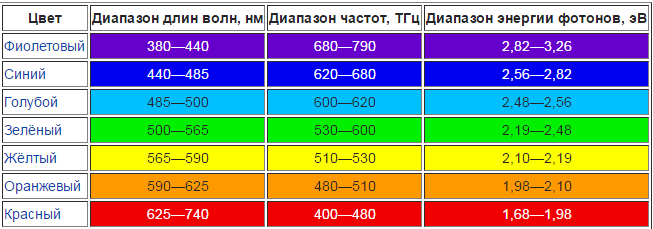 Цвет Диапазон длин волн, нм Диапазон частот, ТГц Диапазон энергии фотонов, эВ
Фиолетовый 380—440 680—790 2,82—3,26
Синий 440—485 620—680 2,56—2,82
Голубой 485—500 600—620 2,48—2,56
Зелёный 500—565 530—600 2,19—2,48
Жёлтый 565—590 510—530 2,10—2,19
Оранжевый 590—625 480—510 1,98—2,10
Красный 625—740 400—480 1,68—1,98